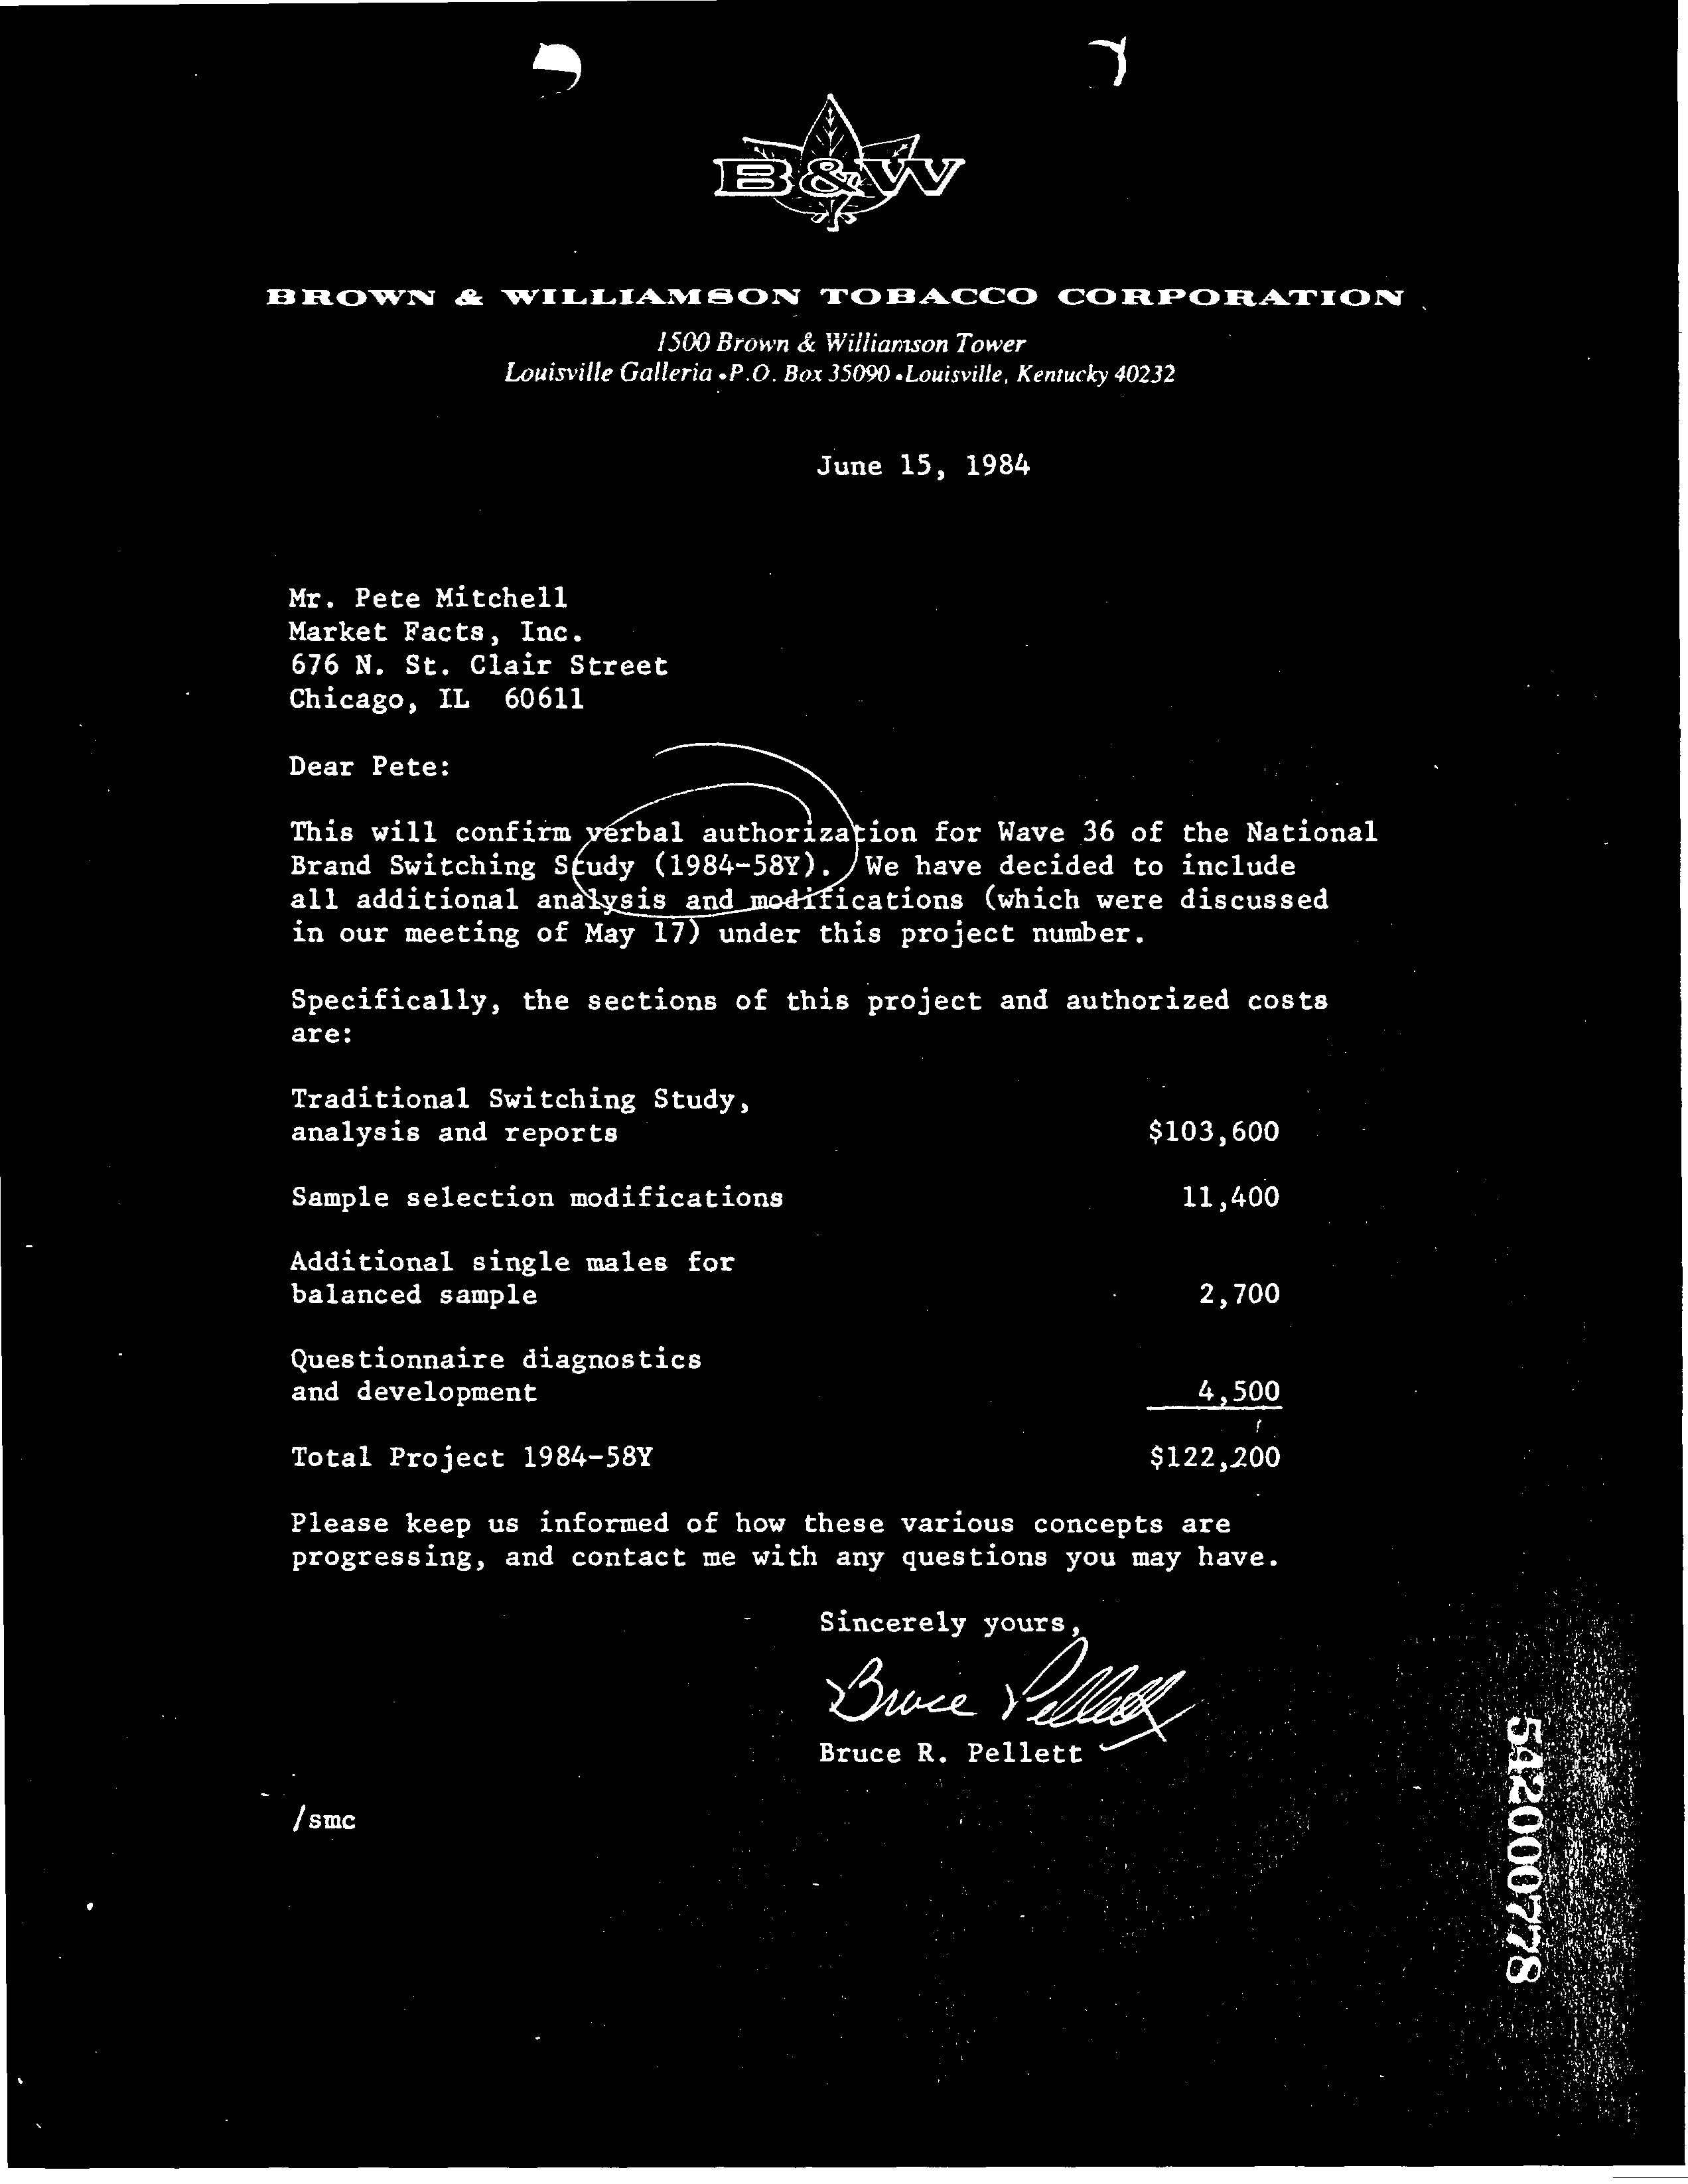 B&W
BROWN & WILLIAMSON TOBACCO CORPORATION
1500 Brown & Williamson Tower
Louisville Galleria • P.O. Box 35090 • Louisville, Kentucky 40232
June 15, 1984
Mr. Pete Mitchell
Market Facts, Inc.
676 N. St. Clair Street
Chicago, IL  60611
Dear Pete:
This will confirm verbal authorization for Wave 36 of the National
Brand Switching Study (1984-58Y). We have decided to include
all additional analysis and modifications (which were discussed
in our meeting of May 17) under this project number.
Specifically, the sections of this project and authorized costs
are:
Traditional Switching Study,
analysis and reports $103,600
Sample selection modifications 11,400
Additional single males for
balanced sample 2,700
Questionnaire diagnostics
and development 4,500
Total Project 1984-58Y $122,200
Please keep us informed of how these various concepts are
progressing, and contact me with any questions you may have.
Sincerely yours,
Bruce Pellett
Bruce R. Pellett
/smc
542000778